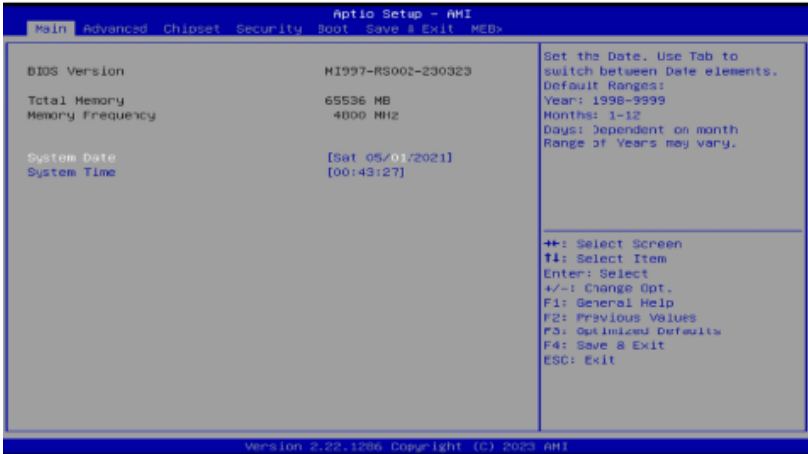 Aptio Setup - AMI
Main Advanced Chipset Security Boot Save & Exit MEBx
BIOS Version MI997-RS002-230323
Total Memory 65536 MB
Memory Frequency 4800 MHz
System Date [Sat 05/01/2021]
System Time [00:43:27]
Set the Date. Use Tab to
switch between Date elements.
Default Ranges:
Year: 1998-9999
Months: 1-12
Days: Dependent on month
Range of Years may vary.
→←: Select Screen
↑↓: Select Item
Enter: Select
+/-: Change Opt.
F1: General Help
F2: Previous Values
F3: Optimized Defaults
F4: Save & Exit
ESC: Exit
Version 2.22.1286 Copyright (C) 2023 AMI